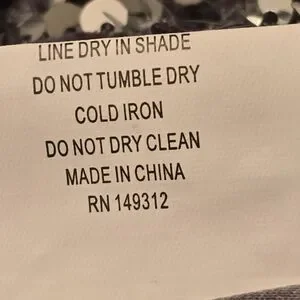 LINE DRY IN SHADE
DO NOT TUMBLE DRY
COLD IRON
DO NOT DRY CLEAN
MADE IN CHINA
RN 149312